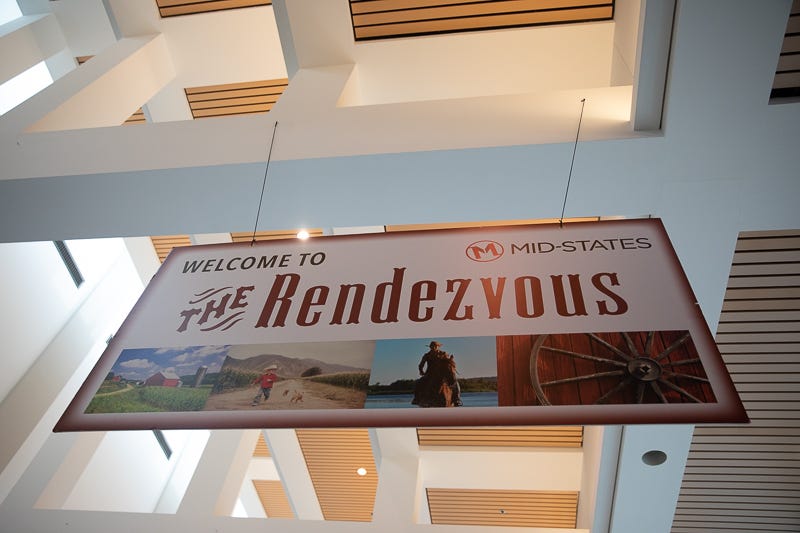 WELCOME TO
M MID-STATES
THE Rendezvous